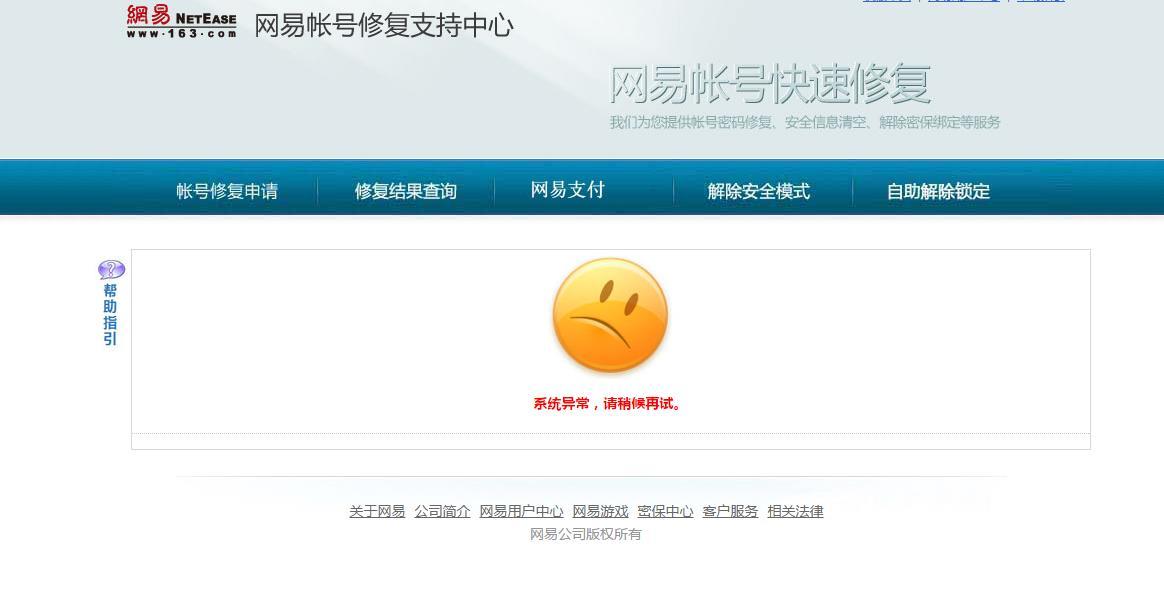 網易 NETEASE
www.163.com
网易帐号修复支持中心
网易帐号快速修复
我们为您提供帐号密码修复、安全信息清空、解除密保绑定等服务
帐号修复申请 修复结果查询 网易支付 解除安全模式 自助解除锁定
帮助指引
系统异常，请稍候再试。
关于网易 公司简介 网易用户中心 网易游戏 密保中心 客户服务 相关法律
网易公司版权所有